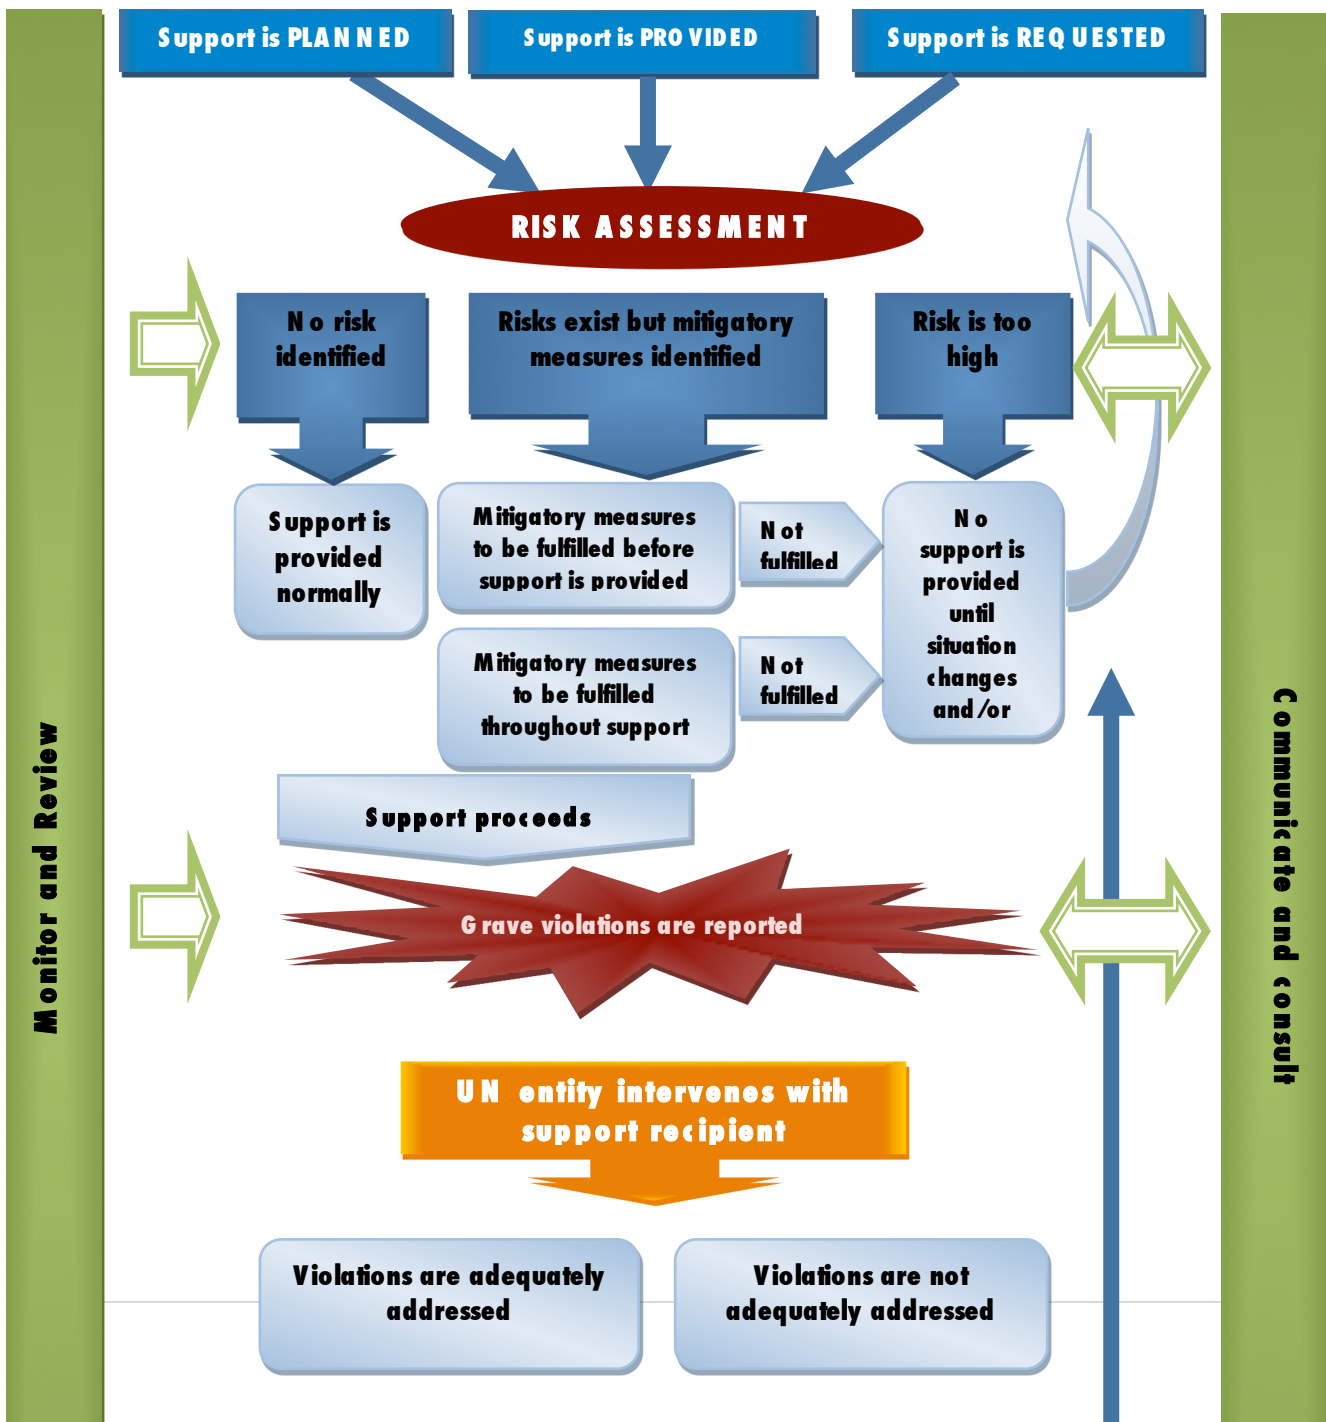 Support is PLANNED
Support is PROVIDED
Support is REQUESTED
RISK ASSESSMENT
No risk
identified
Risks exist but mitigatory
measures identified
Risk is too
high
Support is
provided
normally
Mitigatory measures
to be fulfilled before
support is provided
Not
fulfilled
No
support is
provided
until
situation
changes
and/or
Mitigatory measures
to be fulfilled
throughout support
Not
fulfilled
Support proceeds
Grave violations are reported
UN entity intervenes with
support recipient
Violations are adequately
addressed
Violations are not
adequately addressed
Monitor and Review
Communicate and consult